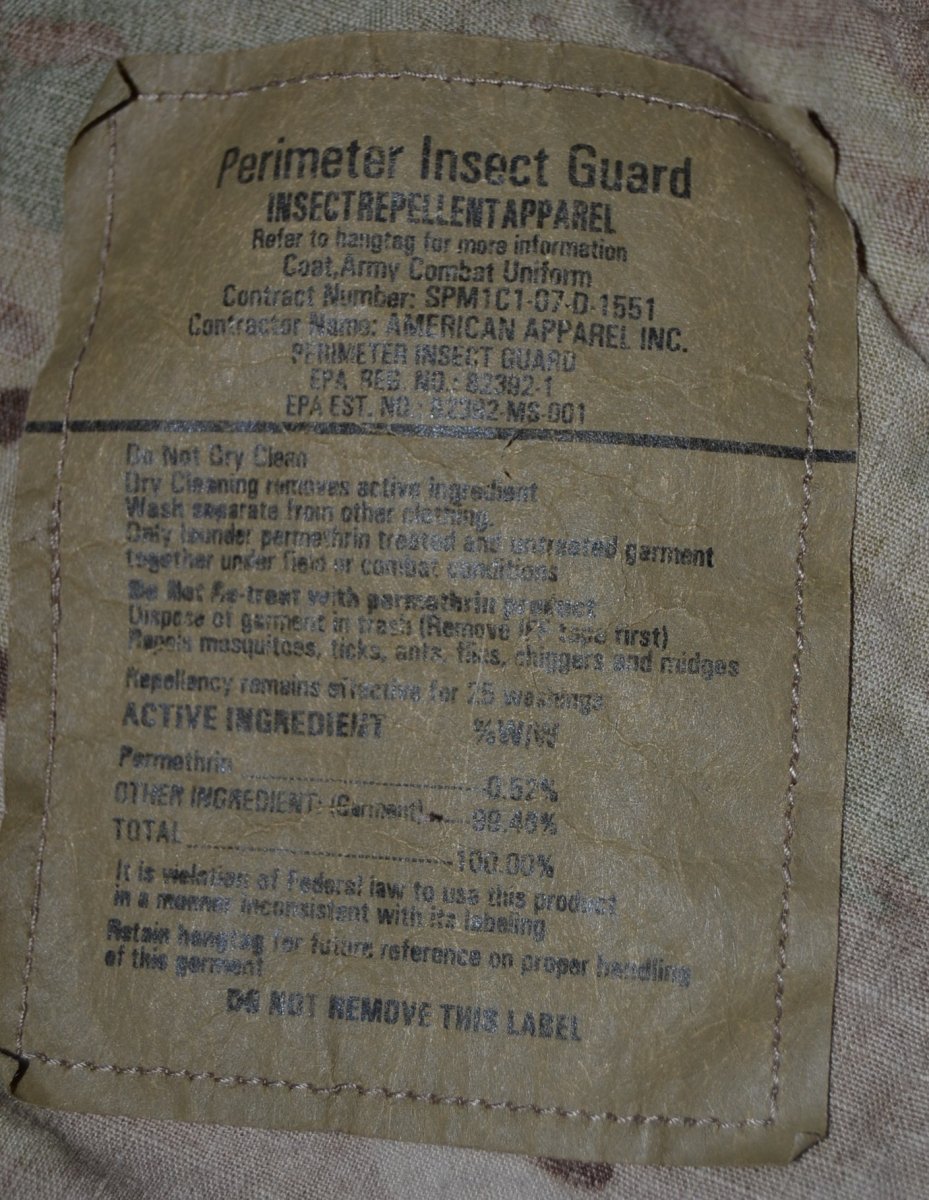 Perimeter Insect Guard
INSECT REPELLENT APPAREL
Refer to hangtag for more information
Coat, Army Combat Uniform
Contract Number: SPM1C1-07-D-1551
Contractor Name: AMERICAN APPAREL INC.
PERIMETER INSECT GUARD
EPA REG. NO.: 82392-1
EPA EST. NO.: 82392-MS-001
Do Not Dry Clean
Dry Cleaning removes active ingredient
Wash separate from other clothing.
Only launder permethrin treated and untreated garment
together under field or combat conditions
Do Not Re-treat with permethrin product
Dispose of garment in trash (Remove IFF tape first)
Repels mosquitoes, ticks, ants, flies, chiggers and midges
Repellency remains effective for 25 washings
ACTIVE INGREDIENT %W/W
Permethrin 0.52%
OTHER INGREDIENT: (Garment) 99.48%
TOTAL 100.00%
It is violation of Federal law to use this product
in a manner inconsistent with its labeling
Retain hangtag for future reference on proper handling
of this garment
DO NOT REMOVE THIS LABEL